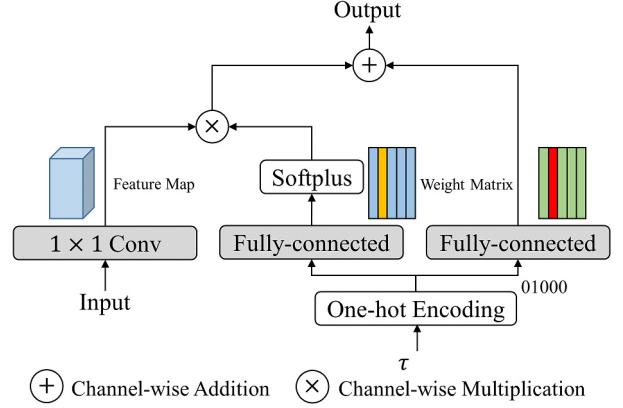 Output
+
×
Feature Map
Softplus
Weight Matrix
1 × 1 Conv
Fully-connected
Fully-connected
Input
01000
One-hot Encoding
τ
+ Channel-wise Addition
× Channel-wise Multiplication